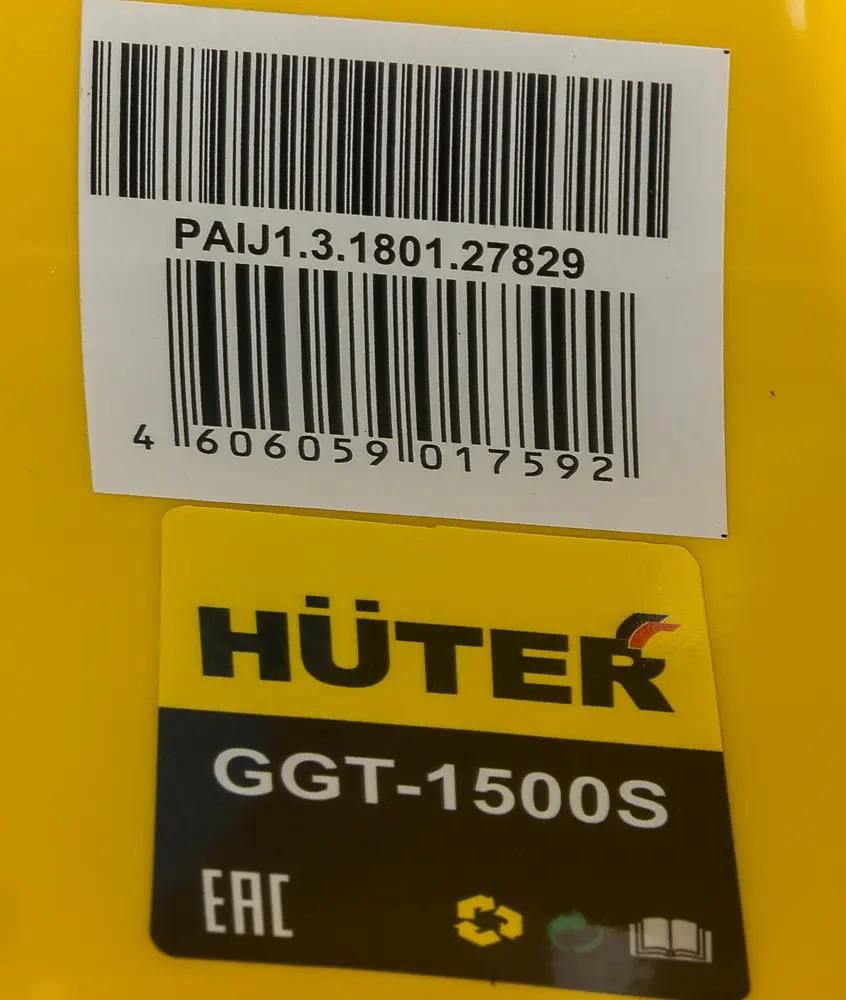 PAIJ1.3.1801.27829
4 606059 017592
HÜTER
GGT-1500S
EAC